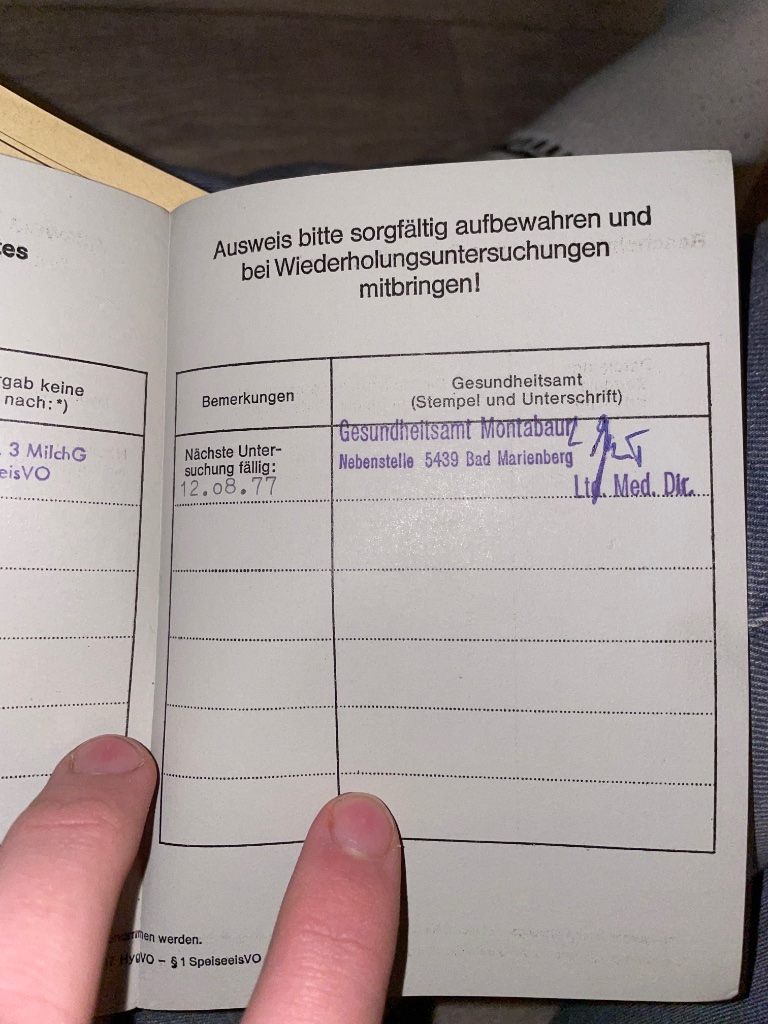 tes
gab keine
nach:*)
3 MilchG
eisVO
Ausweis bitte sorgfältig aufbewahren und
bei Wiederholungsuntersuchungen
mitbringen!
Bemerkungen
Gesundheitsamt
(Stempel und Unterschrift)
Nächste Unter-
suchung fällig:
12.08.77
Gesundheitsamt Montabaur
Nebenstelle 5439 Bad Marienberg
Ltd. Med. Dir.
werden.
HygVO – § 1 SpeiseeisVO